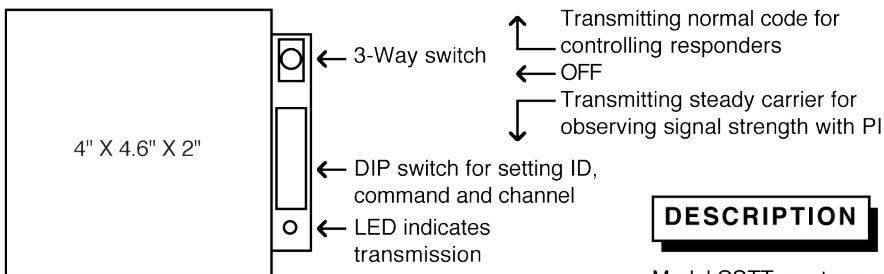 Transmitting normal code for
controlling responders
3-Way switch
OFF
Transmitting steady carrier for
observing signal strength with PI
4" X 4.6" X 2"
DIP switch for setting ID,
command and channel
LED indicates
transmission
DESCRIPTION